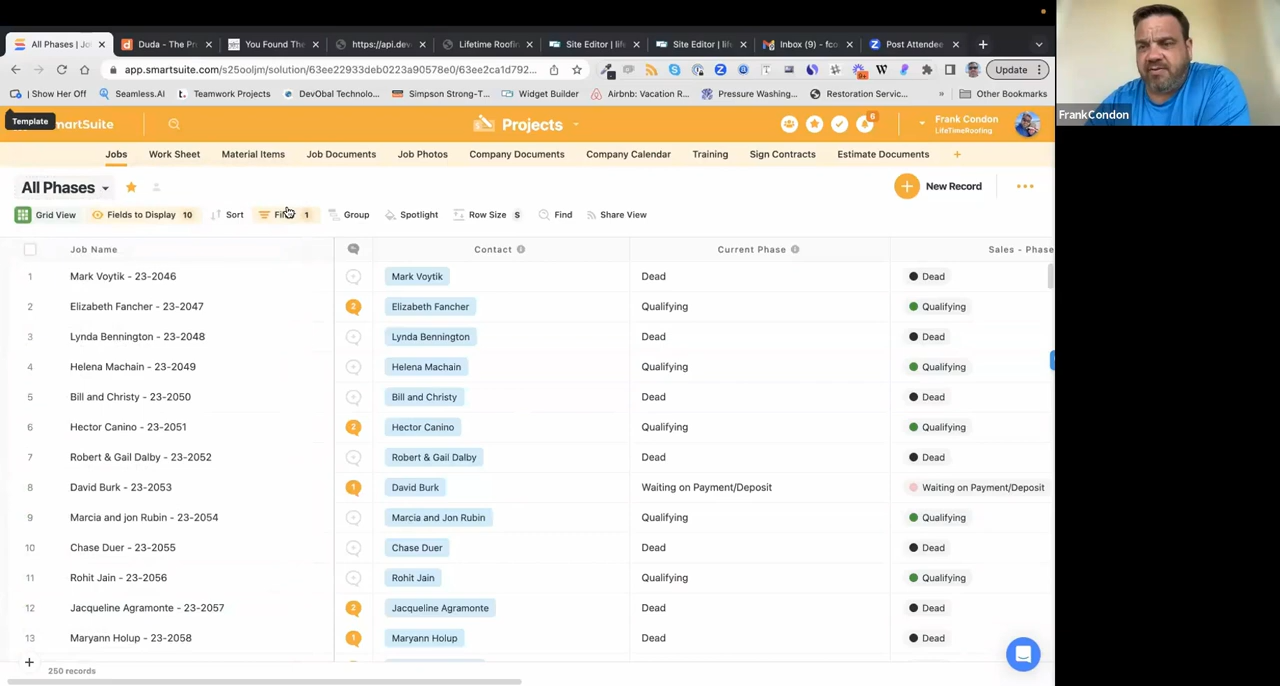 All Phases | Jo
Duda - The Pr
You Found The
https://api.dev.
Lifetime Roofin
Site Editor | life
Site Editor | life
Inbox (9) - fco
Post Attendee
app.smartsuite.com/s25ooljm/solution/63ee22933deb0223a90578e0/63ee2ca1d792...
Update
| Show Her Off
Seamless.AI
Teamwork Projects
DevObal Technolo...
Simpson Strong-T...
Widget Builder
Airbnb: Vacation R...
Pressure Washing...
Restoration Servic...
»
Other Bookmarks
Template
martSuite
Projects
6
Frank Condon
LifeTimeRoofing
Jobs
Work Sheet
Material Items
Job Documents
Job Photos
Company Documents
Company Calendar
Training
Sign Contracts
Estimate Documents
All Phases
New Record
Grid View
Fields to Display 10
Sort
1
Group
Spotlight
Row Size S
Find
Share View
Job Name
Contact
Current Phase
Sales - Phase
1 Mark Voytik - 23-2046 Mark Voytik Dead Dead
2 Elizabeth Fancher - 23-2047 2 Elizabeth Fancher Qualifying Qualifying
3 Lynda Bennington - 23-2048 Lynda Bennington Dead Dead
4 Helena Machain - 23-2049 Helena Machain Qualifying Qualifying
5 Bill and Christy - 23-2050 Bill and Christy Dead Dead
6 Hector Canino - 23-2051 2 Hector Canino Qualifying Qualifying
7 Robert & Gail Dalby - 23-2052 Robert & Gail Dalby Dead Dead
8 David Burk - 23-2053 1 David Burk Waiting on Payment/Deposit Waiting on Payment/Deposit
9 Marcia and jon Rubin - 23-2054 Marcia and Jon Rubin Qualifying Qualifying
10 Chase Duer - 23-2055 Chase Duer Dead Dead
11 Rohit Jain - 23-2056 Rohit Jain Qualifying Qualifying
12 Jacqueline Agramonte - 23-2057 2 Jacqueline Agramonte Dead Dead
13 Maryann Holup - 23-2058 1 Maryann Holup Dead Dead
250 records
FrankCondon